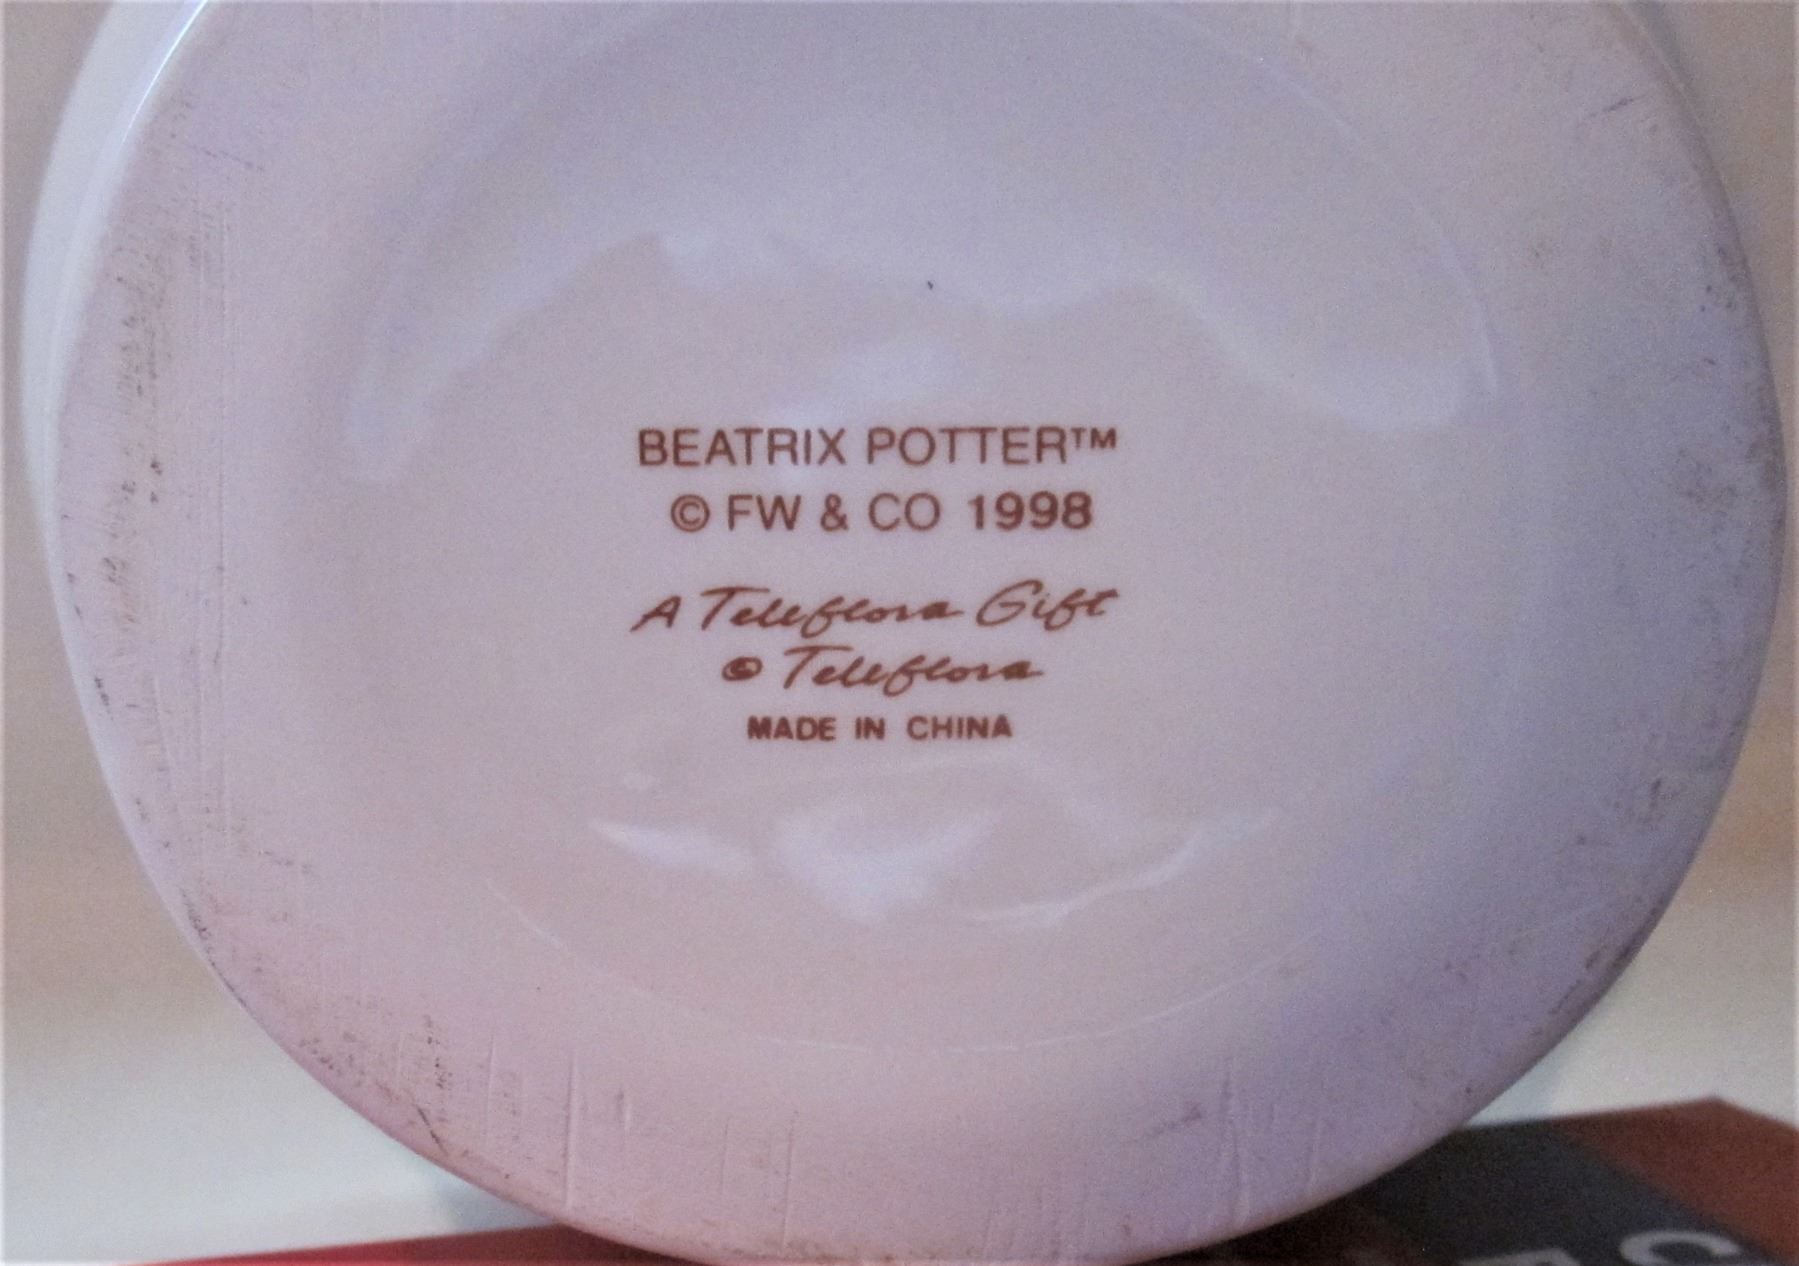 BEATRIX POTTER™
© FW & CO 1998
A Teleflora Gift
© Teleflora
MADE IN CHINA